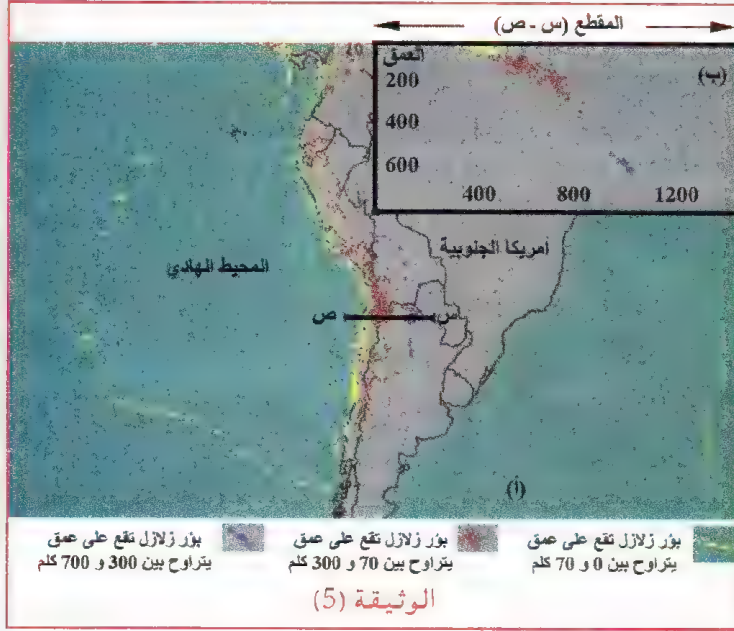 المقطع (س - ص)
العمق
(ب)
200
400
600
400 800 1200
أمريكا الجنوبية
المحيط الهادي
ص
س
(أ)
بؤر زلازل تقع على عمق يتراوح بين 0 و 70 كلم
بؤر زلازل تقع على عمق يتراوح بين 70 و 300 كلم
بؤر زلازل تقع على عمق يتراوح بين 300 و 700 كلم
الوثيقة (5)